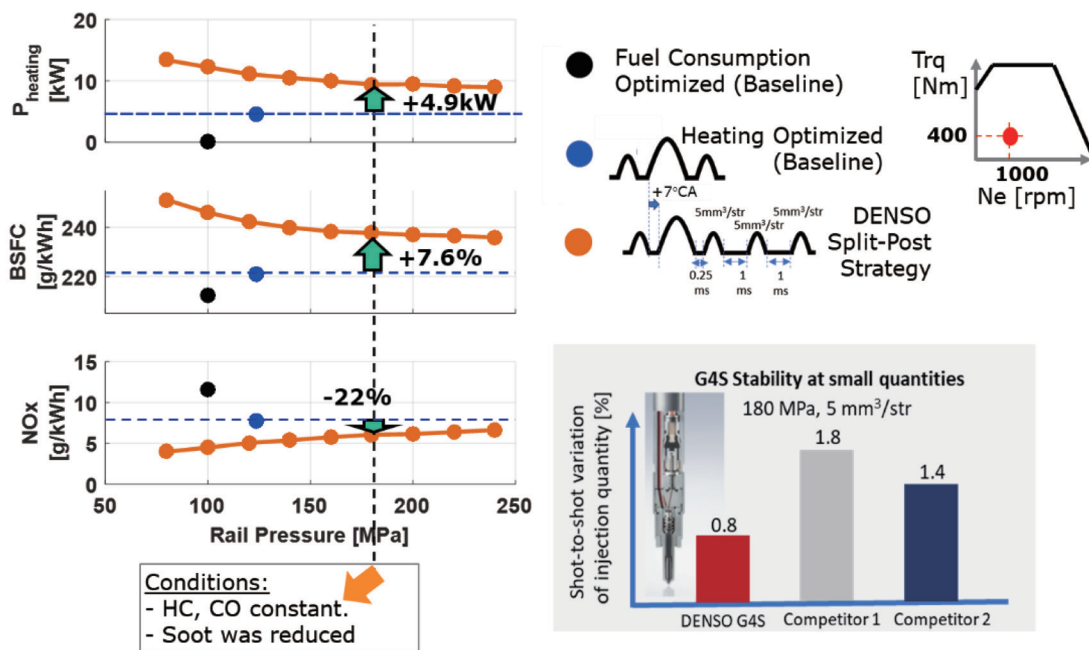 20
10
0
P heating
[kW]
+4.9kW
240
220
BSFC
[g/kWh]
+7.6%
15
10
5
0
NOx
[g/kWh]
-22%
50
100
150
200
250
Rail Pressure [MPa]
Conditions:
- HC, CO constant.
- Soot was reduced
Fuel Consumption
Optimized (Baseline)
Heating Optimized
(Baseline)
+7°CA
5mm³/str
5mm³/str
5mm³/str
0.25
ms
1
ms
1
ms
DENSO
Split-Post
Strategy
Trq
[Nm]
400
1000
Ne [rpm]
G4S Stability at small quantities
180 MPa, 5 mm³/str
Shot-to-shot variation
of injection quantity [%]
0.8
1.8
1.4
DENSO G4S
Competitor 1
Competitor 2